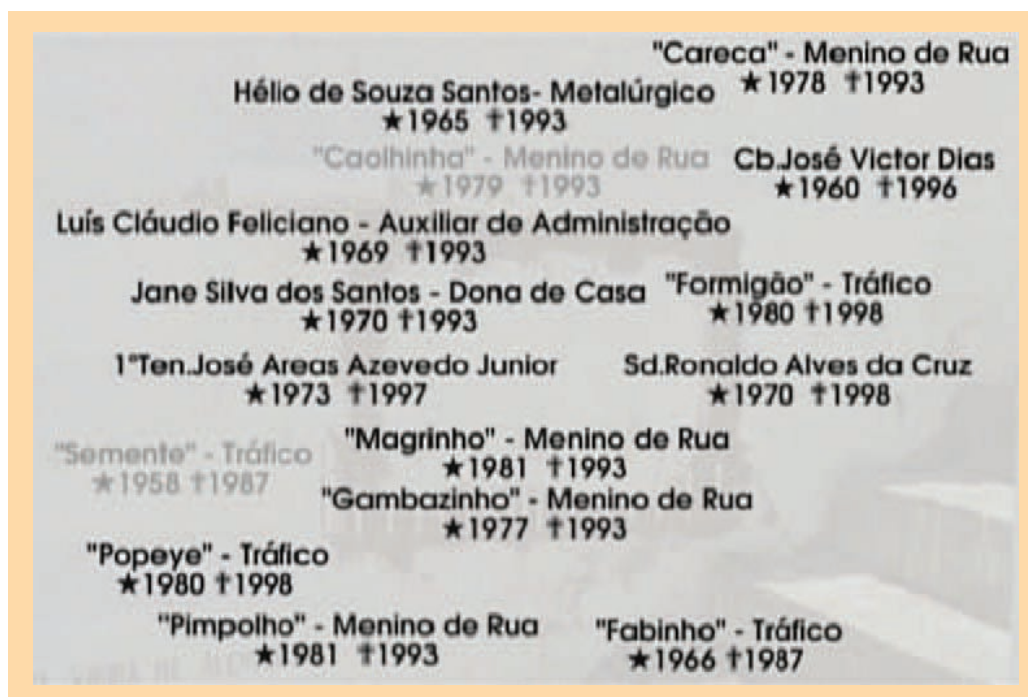 "Careca" - Menino de Rua
★1978 †1993
Hélio de Souza Santos- Metalúrgico
★1965 †1993
"Caolhinha" - Menino de Rua
★1979 †1993
Cb.José Victor Dias
★1960 †1996
Luís Cláudio Feliciano - Auxiliar de Administração
★1969 †1993
Jane Silva dos Santos - Dona de Casa
★1970 †1993
"Formigão" - Tráfico
★1980 †1998
1°Ten.José Areas Azevedo Junior
★1973 †1997
Sd.Ronaldo Alves da Cruz
★1970 †1998
"Semente" - Tráfico
★1958 †1987
"Magrinho" - Menino de Rua
★1981 †1993
"Gambazinho" - Menino de Rua
★1977 †1993
"Popeye" - Tráfico
★1980 †1998
"Pimpolho" - Menino de Rua
★1981 †1993
"Fabinho" - Tráfico
★1966 †1987